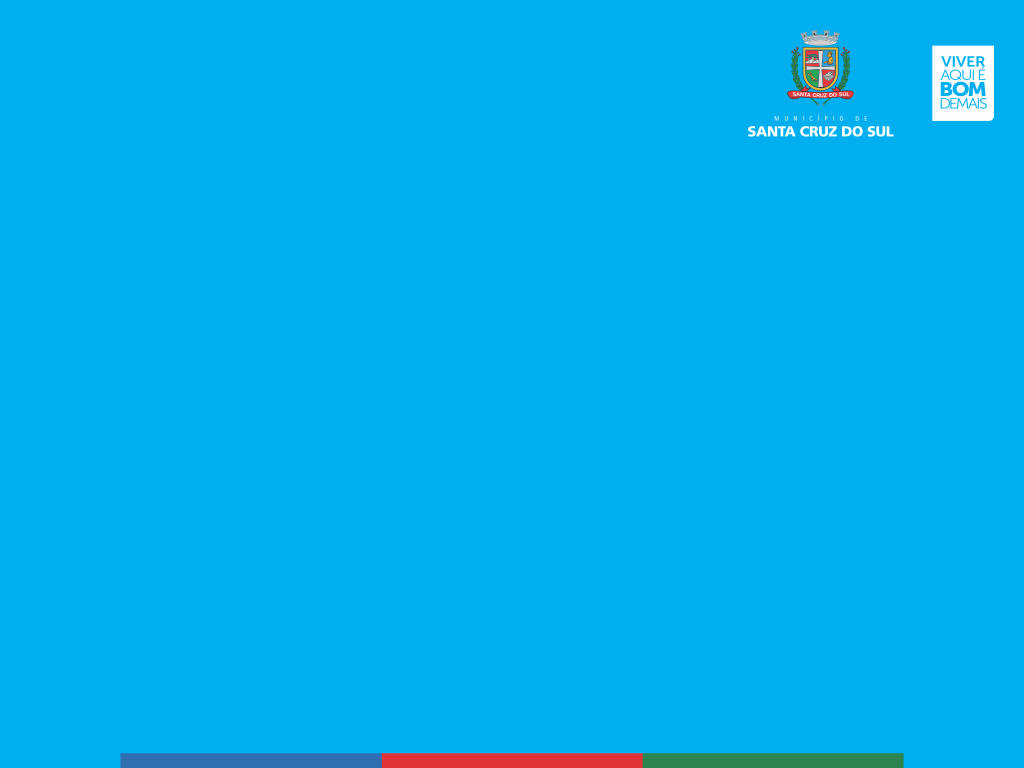 SANTA CRUZ DO SUL
MUNICÍPIO DE
SANTA CRUZ DO SUL
VIVER
AQUI É
BOM
DEMAIS